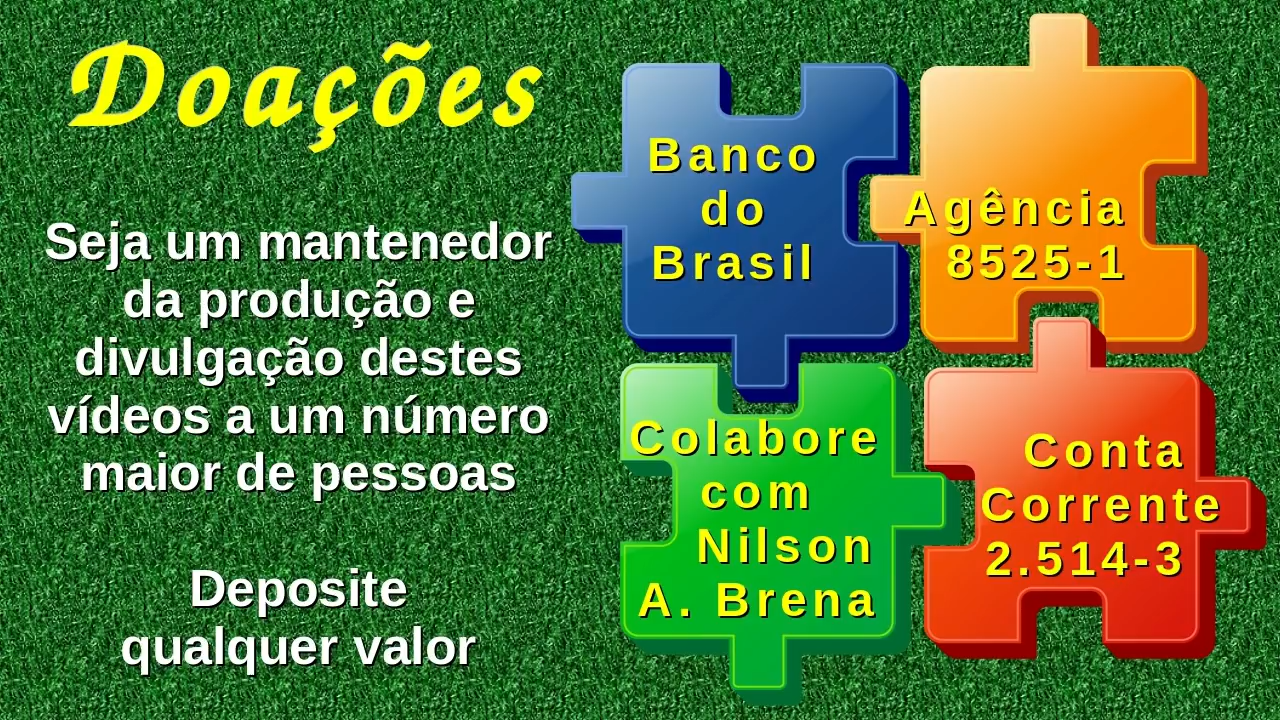 Doações
Seja um mantenedor
da produção e
divulgação destes
vídeos a um número
maior de pessoas
Deposite
qualquer valor
Banco
do
Brasil
Agência
8525-1
Colabore
com
Nilson
A. Brena
Conta
Corrente
2.514-3